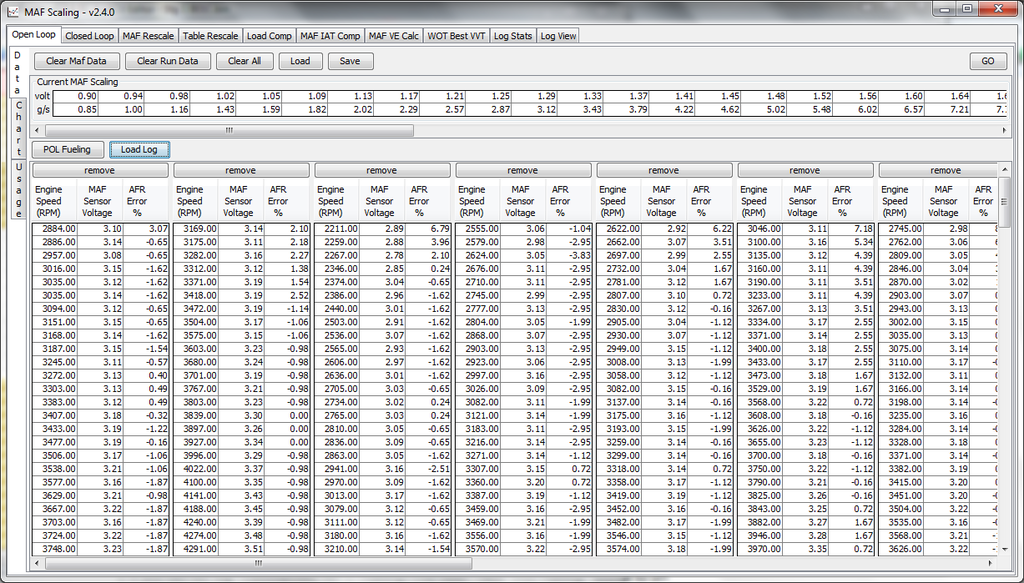 MAF Scaling - v2.4.0
Open Loop Closed Loop MAF Rescale Table Rescale Load Comp MAF IAT Comp MAF VE Calc WOT Best VVT Log Stats Log View
Data
Chart
Usage
Clear Maf Data Clear Run Data Clear All Load Save GO
Current MAF Scaling
volt 0.90 0.94 0.98 1.02 1.05 1.09 1.13 1.17 1.21 1.25 1.29 1.33 1.37 1.41 1.45 1.48 1.52 1.56 1.60 1.64
g/s 0.85 1.00 1.16 1.43 1.59 1.82 2.02 2.29 2.57 2.87 3.12 3.43 3.79 4.22 4.62 5.02 5.48 6.02 6.57 7.21
POL Fueling Load Log
remove remove remove remove remove remove remove
Engine MAF AFR Engine MAF AFR Engine MAF AFR Engine MAF AFR Engine MAF AFR Engine MAF AFR Engine MAF AFR
Speed Sensor Error Speed Sensor Error Speed Sensor Error Speed Sensor Error Speed Sensor Error Speed Sensor Error Speed Sensor Error
(RPM) Voltage % (RPM) Voltage % (RPM) Voltage % (RPM) Voltage % (RPM) Voltage % (RPM) Voltage % (RPM) Voltage %
2884.00 3.10 3.07 3169.00 3.14 2.10 2211.00 2.89 6.79 2555.00 3.06 -1.04 2622.00 2.92 6.22 3046.00 3.11 7.18 2745.00 2.98
2886.00 3.14 -0.65 3175.00 3.11 2.18 2259.00 2.88 3.96 2579.00 2.98 -2.95 2662.00 3.07 3.51 3100.00 3.16 5.34 2762.00 3.06
2957.00 3.08 -0.65 3282.00 3.16 2.27 2267.00 2.78 2.10 2624.00 3.05 -3.83 2697.00 2.99 2.55 3135.00 3.12 4.39 2809.00 3.05
3016.00 3.15 -1.62 3312.00 3.12 1.38 2346.00 2.85 0.24 2676.00 3.11 -2.95 2732.00 3.04 1.67 3160.00 3.11 4.39 2846.00 3.04
3035.00 3.12 -1.62 3371.00 3.19 1.54 2374.00 3.04 -0.65 2710.00 3.11 -2.95 2781.00 3.12 1.67 3190.00 3.11 3.51 2870.00 3.02
3035.00 3.14 -1.62 3418.00 3.19 2.52 2386.00 2.96 -1.62 2745.00 2.99 -2.95 2807.00 3.10 0.72 3233.00 3.11 4.39 2903.00 3.07
3094.00 3.12 -0.65 3472.00 3.19 -1.14 2440.00 3.01 -1.62 2777.00 3.13 -2.95 2830.00 3.12 -0.16 3267.00 3.13 3.51 2943.00 3.13
3151.00 3.15 -0.65 3504.00 3.17 -1.06 2503.00 2.91 -1.62 2804.00 3.05 -1.99 2905.00 3.04 -1.12 3334.00 3.17 2.55 3002.00 3.15
3168.00 3.14 -1.62 3575.00 3.15 -1.06 2536.00 3.07 -1.62 2868.00 3.07 -2.95 2930.00 3.07 -1.12 3371.00 3.14 2.55 3035.00 3.13
3187.00 3.15 -1.54 3603.00 3.23 -0.98 2565.00 2.93 -1.62 2903.00 3.13 -2.95 2949.00 3.15 -1.12 3400.00 3.18 2.55 3075.00 3.14
3245.00 3.11 -0.57 3680.00 3.24 -0.98 2606.00 2.97 -1.62 2923.00 3.06 -2.95 3008.00 3.13 -1.99 3433.00 3.17 2.55 3110.00 3.17
3272.00 3.13 0.40 3701.00 3.19 -0.98 2636.00 3.01 -1.62 2997.00 3.16 -2.95 3058.00 3.12 -1.12 3473.00 3.18 1.67 3132.00 3.11
3303.00 3.13 0.49 3767.00 3.21 -0.98 2705.00 3.03 -0.65 3026.00 3.09 -2.95 3082.00 3.15 -0.16 3529.00 3.19 1.67 3166.00 3.14
3383.00 3.12 0.49 3803.00 3.23 -0.98 2734.00 3.02 0.24 3082.00 3.11 -1.99 3137.00 3.14 -0.16 3568.00 3.22 0.72 3198.00 3.14
3407.00 3.18 -0.32 3839.00 3.30 0.00 2765.00 3.03 0.24 3121.00 3.14 -1.99 3175.00 3.16 -1.12 3608.00 3.18 -0.16 3235.00 3.16
3433.00 3.19 -1.22 3897.00 3.26 0.00 2810.00 3.05 -0.65 3183.00 3.11 -2.95 3193.00 3.15 -1.99 3626.00 3.22 -1.12 3284.00 3.14
3477.00 3.19 -0.16 3927.00 3.34 0.00 2836.00 3.09 -0.65 3216.00 3.14 -2.95 3259.00 3.14 -0.16 3655.00 3.23 -1.12 3328.00 3.18
3506.00 3.17 -1.06 3996.00 3.29 -0.98 2863.00 3.05 -1.62 3271.00 3.14 -1.12 3299.00 3.14 -0.16 3700.00 3.18 -0.16 3371.00 3.14
3538.00 3.21 -1.06 4022.00 3.37 -0.98 2941.00 3.16 -2.51 3307.00 3.15 0.72 3318.00 3.14 0.72 3750.00 3.22 -1.12 3382.00 3.19
3577.00 3.16 -1.87 4100.00 3.35 -0.98 2970.00 3.09 -1.62 3360.00 3.20 0.72 3358.00 3.17 -1.12 3790.00 3.21 -0.16 3415.00 3.20
3629.00 3.21 -0.98 4141.00 3.43 -0.98 3013.00 3.17 -1.62 3387.00 3.19 -1.12 3419.00 3.19 -1.12 3825.00 3.26 -0.16 3451.00 3.20
3667.00 3.22 -1.87 4188.00 3.45 -0.98 3079.00 3.12 -0.65 3459.00 3.16 -2.95 3452.00 3.16 -0.16 3843.00 3.25 0.72 3504.00 3.22
3703.00 3.16 -1.87 4240.00 3.39 -0.98 3111.00 3.12 -0.65 3469.00 3.21 -1.99 3482.00 3.17 -1.99 3882.00 3.27 1.67 3535.00 3.16
3724.00 3.22 -1.87 4274.00 3.48 -0.98 3180.00 3.16 -1.62 3556.00 3.16 -1.99 3546.00 3.15 -1.12 3946.00 3.28 1.67 3568.00 3.21
3748.00 3.23 -1.87 4291.00 3.51 -0.98 3210.00 3.14 -1.54 3570.00 3.22 -2.95 3574.00 3.18 -1.99 3970.00 3.35 0.72 3626.00 3.22